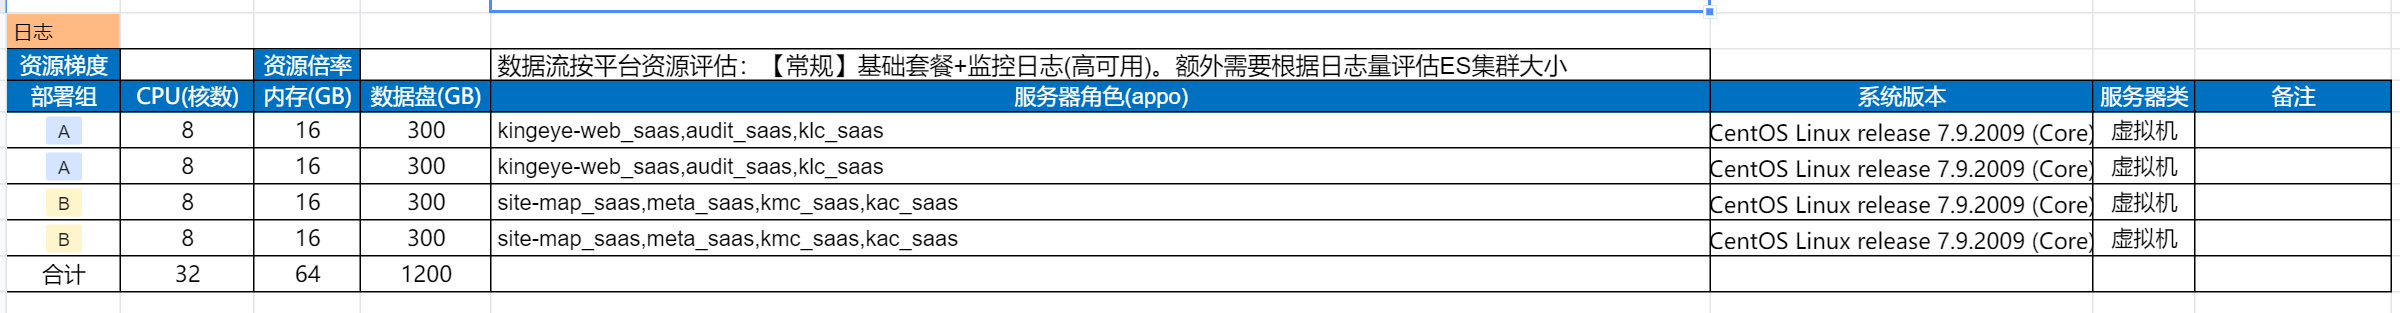 日志
资源梯度 资源倍率 数据流按平台资源评估：【常规】基础套餐+监控日志(高可用)。额外需要根据日志量评估ES集群大小
部署组 CPU(核数) 内存(GB) 数据盘(GB) 服务器角色(appo) 系统版本 服务器类 备注
A 8 16 300 kingeye-web_saas,audit_saas,klc_saas CentOS Linux release 7.9.2009 (Core) 虚拟机
A 8 16 300 kingeye-web_saas,audit_saas,klc_saas CentOS Linux release 7.9.2009 (Core) 虚拟机
B 8 16 300 site-map_saas,meta_saas,kmc_saas,kac_saas CentOS Linux release 7.9.2009 (Core) 虚拟机
B 8 16 300 site-map_saas,meta_saas,kmc_saas,kac_saas CentOS Linux release 7.9.2009 (Core) 虚拟机
合计 32 64 1200